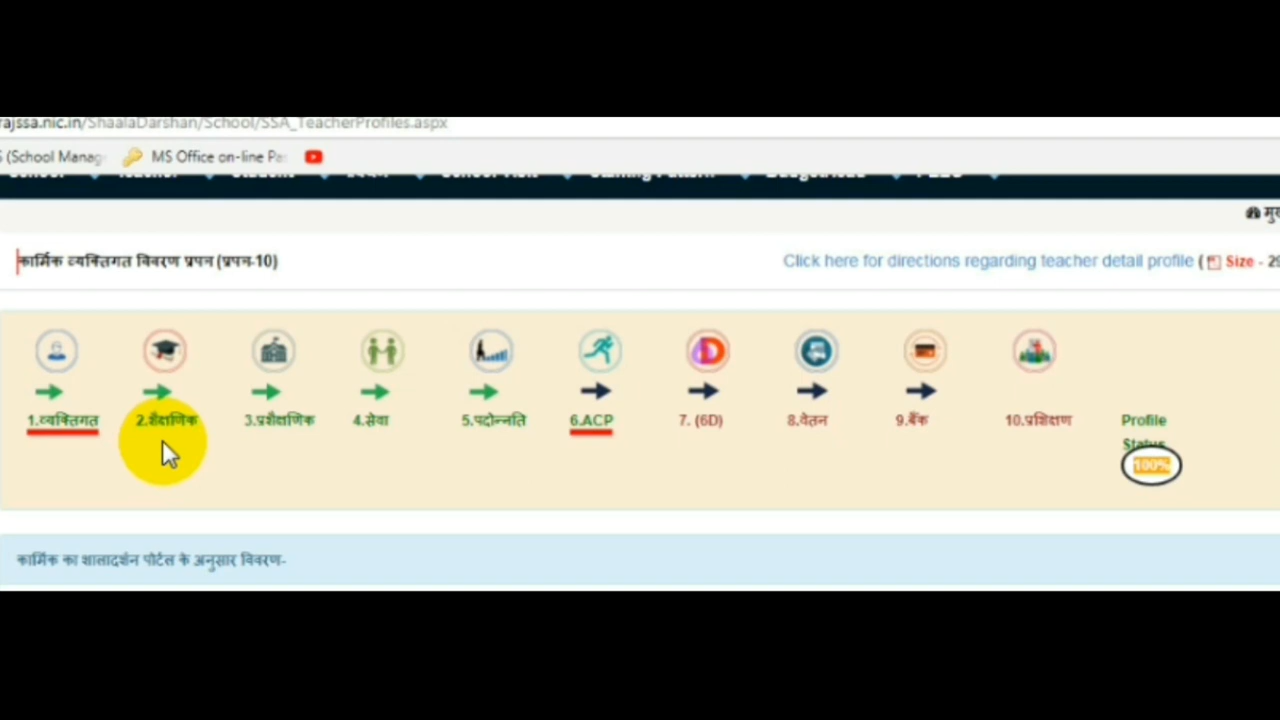 rajssa.nic.in/ShaalaDarshan/School/SSA_TeacherProfiles.aspx
S (School Manag
MS Office on-line Pa
कार्मिक व्यक्तिगत विवरण प्रपत्र (प्रपत्र-10)
Click here for directions regarding teacher detail profile ( Size - 29
1.व्यक्तिगत 2.शैक्षणिक 3.प्रशैक्षणिक 4.सेवा 5.पदोन्नति 6.ACP 7. (6D) 8.वेतन 9.बैंक 10.प्रशिक्षण Profile
Status
100%
कार्मिक का शालादर्शन पोर्टल के अनुसार विवरण-